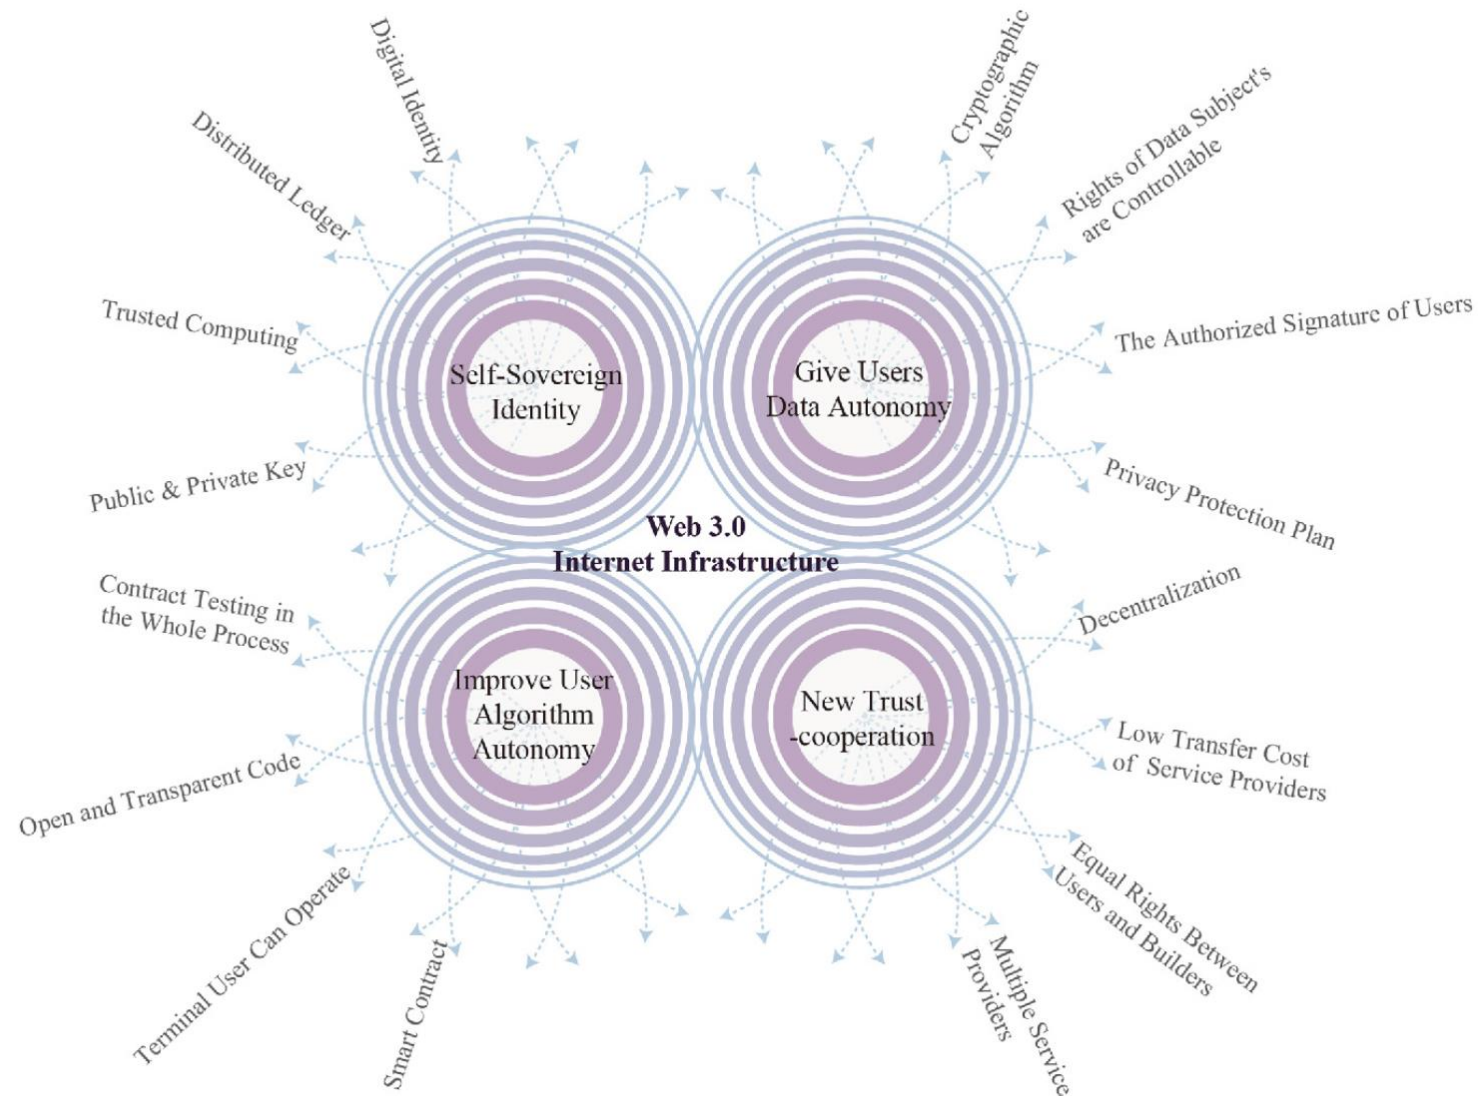 Digital Identity
Distributed Ledger
Trusted Computing
Public & Private Key
Self-Sovereign
Identity
Cryptographic
Algorithm
Rights of Data Subject's
are Controllable
The Authorized Signature of Users
Privacy Protection Plan
Give Users
Data Autonomy
Web 3.0
Internet Infrastructure
Contract Testing in
the Whole Process
Open and Transparent Code
Terminal User Can Operate
Smart Contract
Improve User
Algorithm
Autonomy
Decentralization
Low Transfer Cost
of Service Providers
Equal Rights Between
Users and Builders
Multiple Service
Providers
New Trust
-cooperation